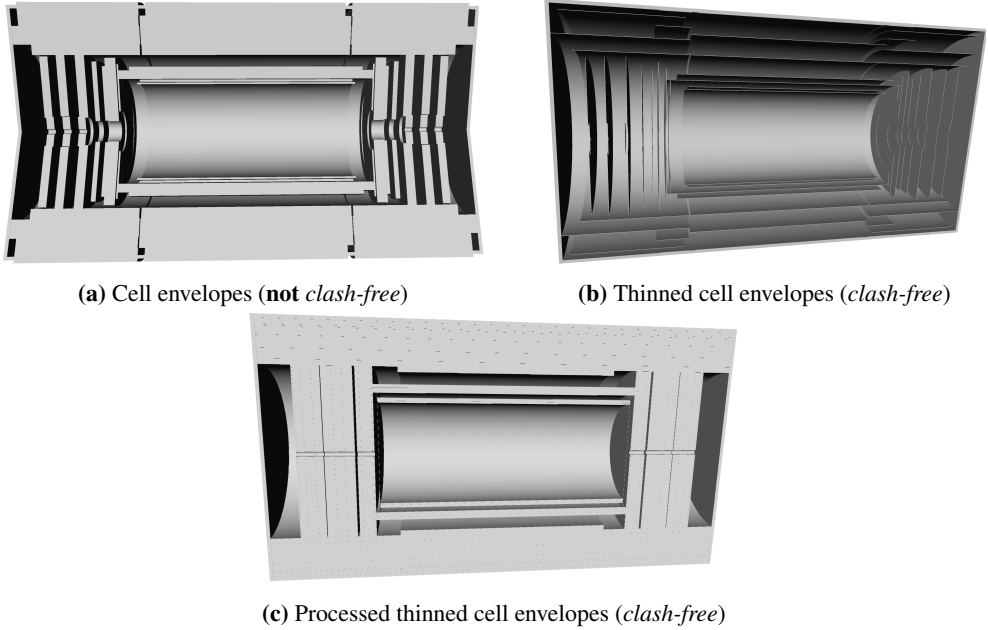 (a) Cell envelopes (not clash-free)
(b) Thinned cell envelopes (clash-free)
(c) Processed thinned cell envelopes (clash-free)